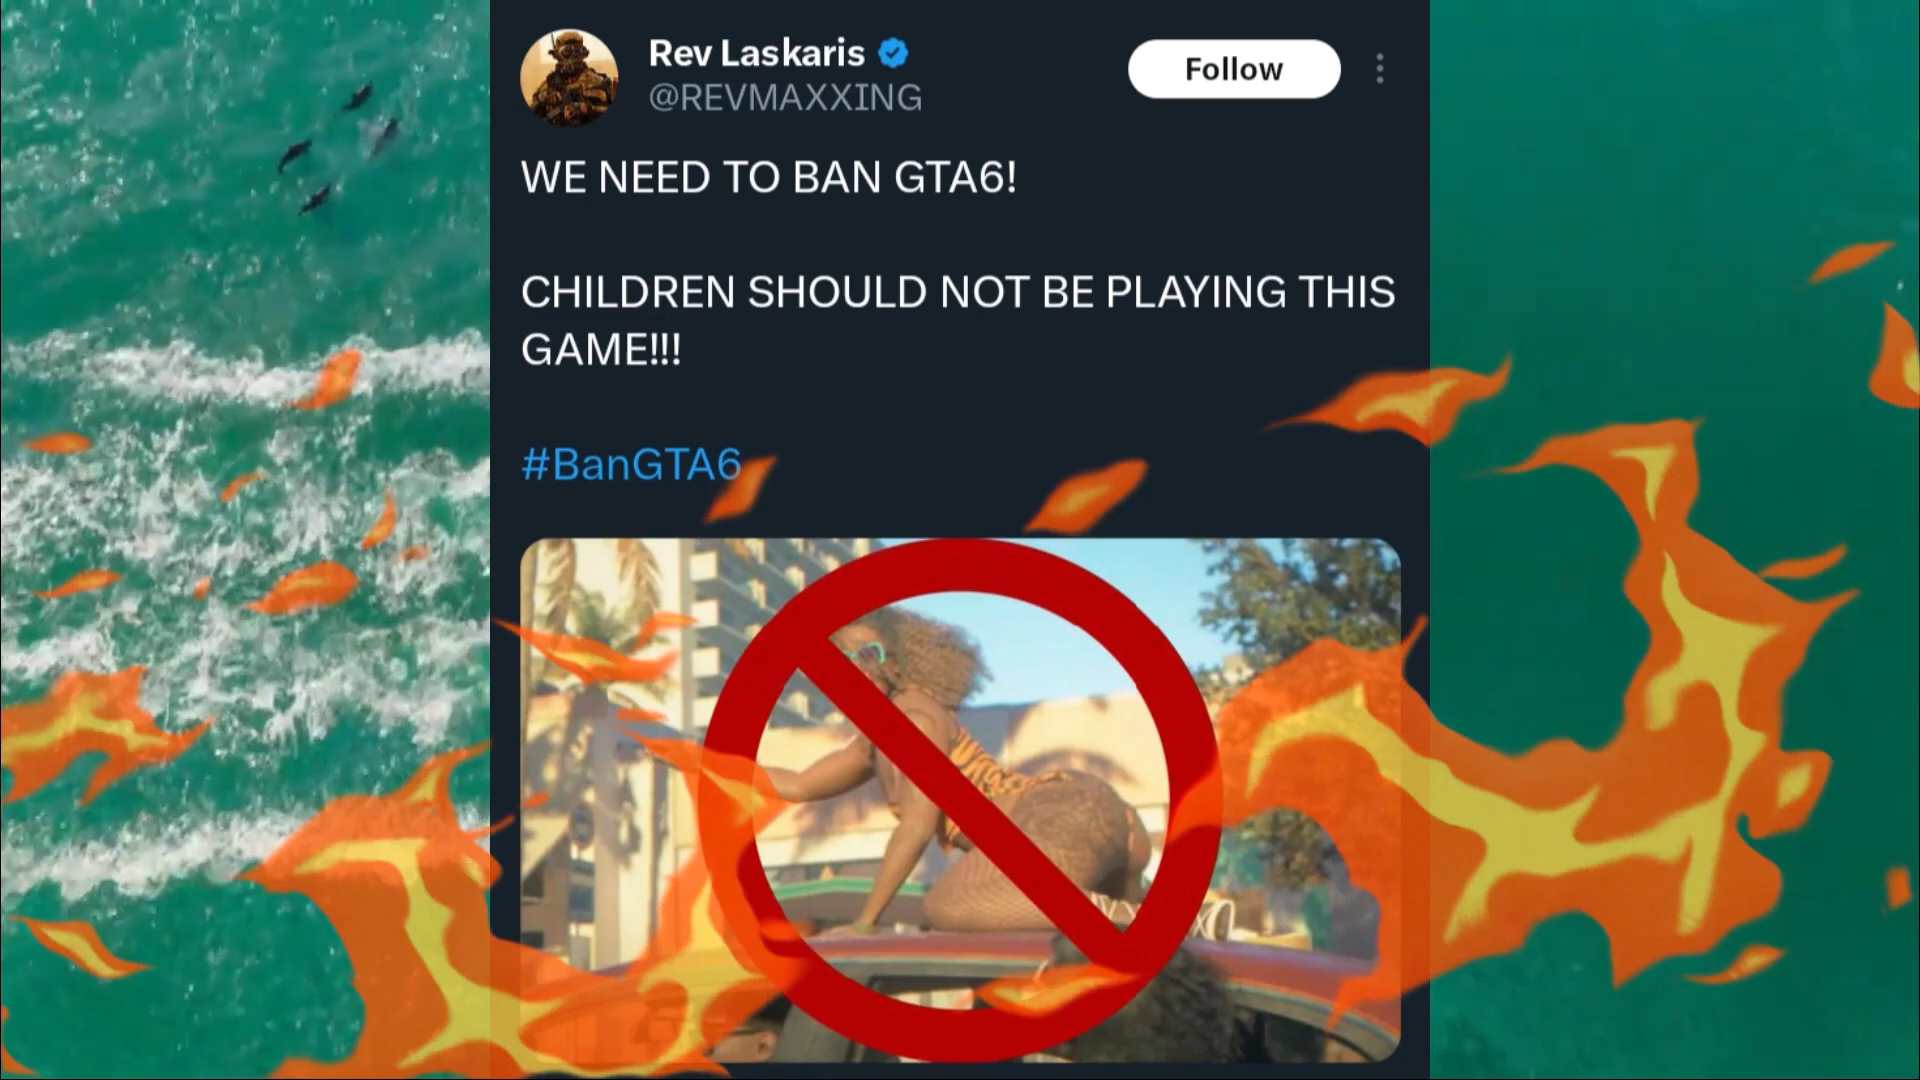 Rev Laskaris
@REVMAXXING
Follow
WE NEED TO BAN GTA6!
CHILDREN SHOULD NOT BE PLAYING THIS
GAME!!!
#BanGTA6